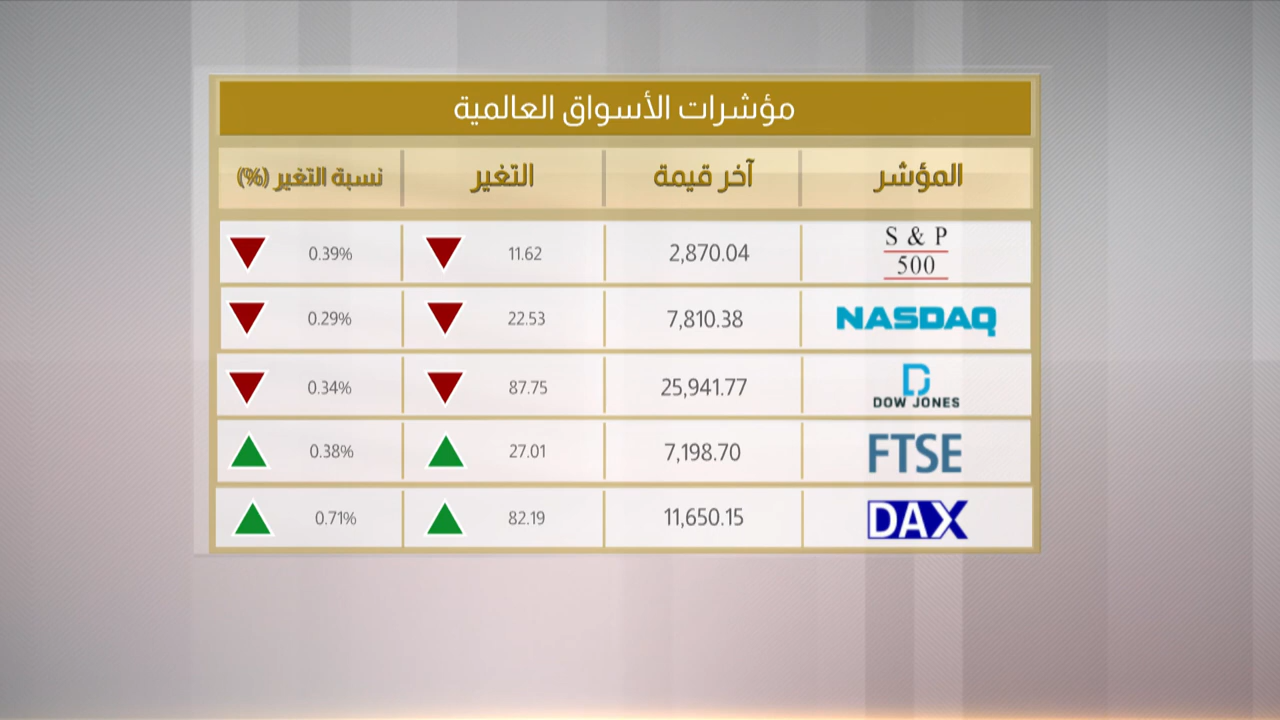 مؤشرات الأسواق العالمية
المؤشر آخر قيمة التغير نسبة التغير (%)
S & P
500
2,870.04 11.62 0.39%
NASDAQ 7,810.38 22.53 0.29%
DOW JONES 25,941.77 87.75 0.34%
FTSE 7,198.70 27.01 0.38%
DAX 11,650.15 82.19 0.71%